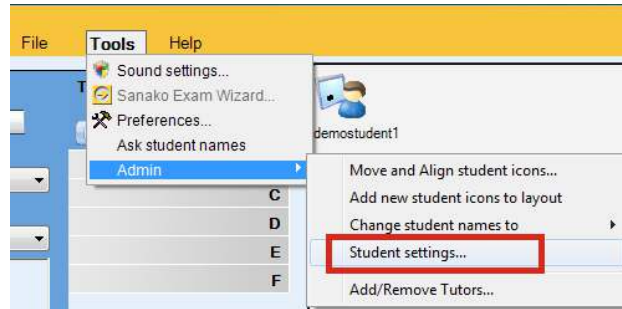 File Tools Help
Sound settings...
Sanako Exam Wizard...
Preferences...
Ask student names
Admin
T
C
D
E
F
demostudent1
Move and Align student icons...
Add new student icons to layout
Change student names to
Student settings...
Add/Remove Tutors...